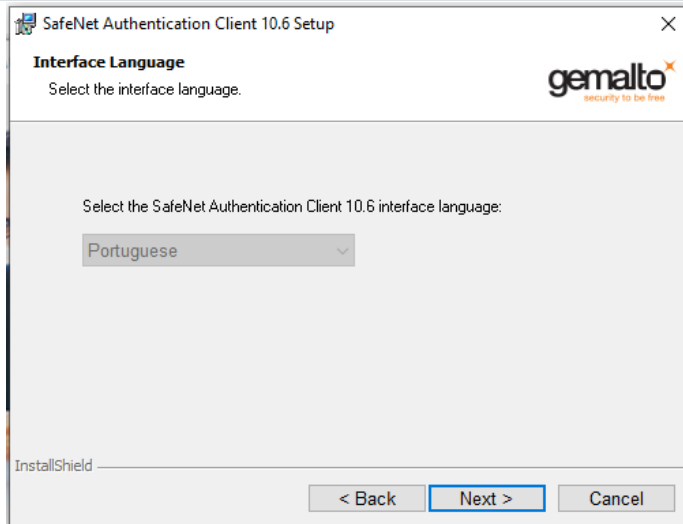 SafeNet Authentication Client 10.6 Setup
Interface Language
Select the interface language.
gemalto
security to be free
Select the SafeNet Authentication Client 10.6 interface language:
Portuguese
InstallShield
< Back
Next >
Cancel